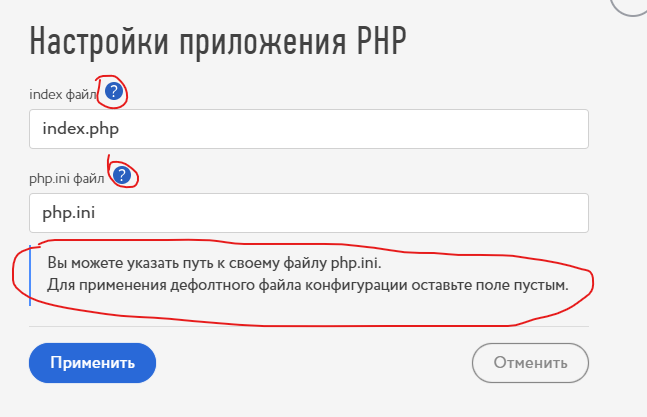 Настройки приложения PHP
index файл ?
index.php
php.ini файл ?
php.ini
Вы можете указать путь к своему файлу php.ini.
Для применения дефолтного файла конфигурации оставьте поле пустым.
Применить
Отменить